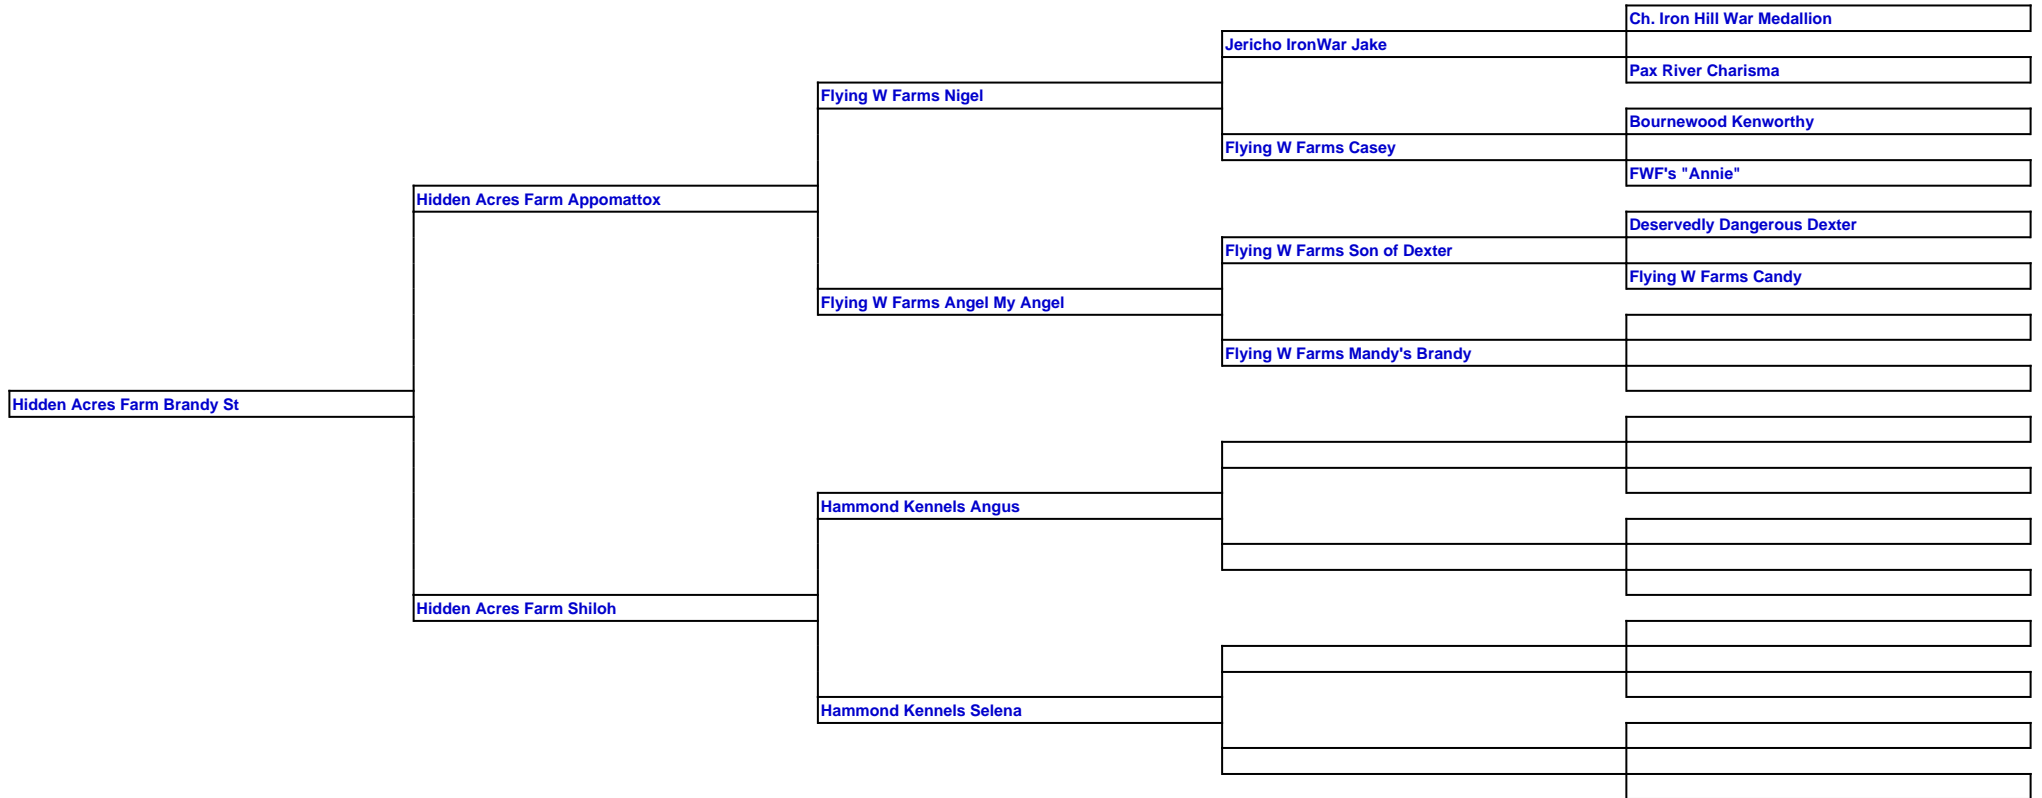 Ch. Iron Hill War Medallion
Jericho IronWar Jake
Pax River Charisma
Flying W Farms Nigel
Bournewood Kenworthy
Flying W Farms Casey
FWF's "Annie"
Hidden Acres Farm Appomattox
Deservedly Dangerous Dexter
Flying W Farms Son of Dexter
Flying W Farms Candy
Flying W Farms Angel My Angel
Flying W Farms Mandy's Brandy
Hidden Acres Farm Brandy St
Hammond Kennels Angus
Hidden Acres Farm Shiloh
Hammond Kennels Selena